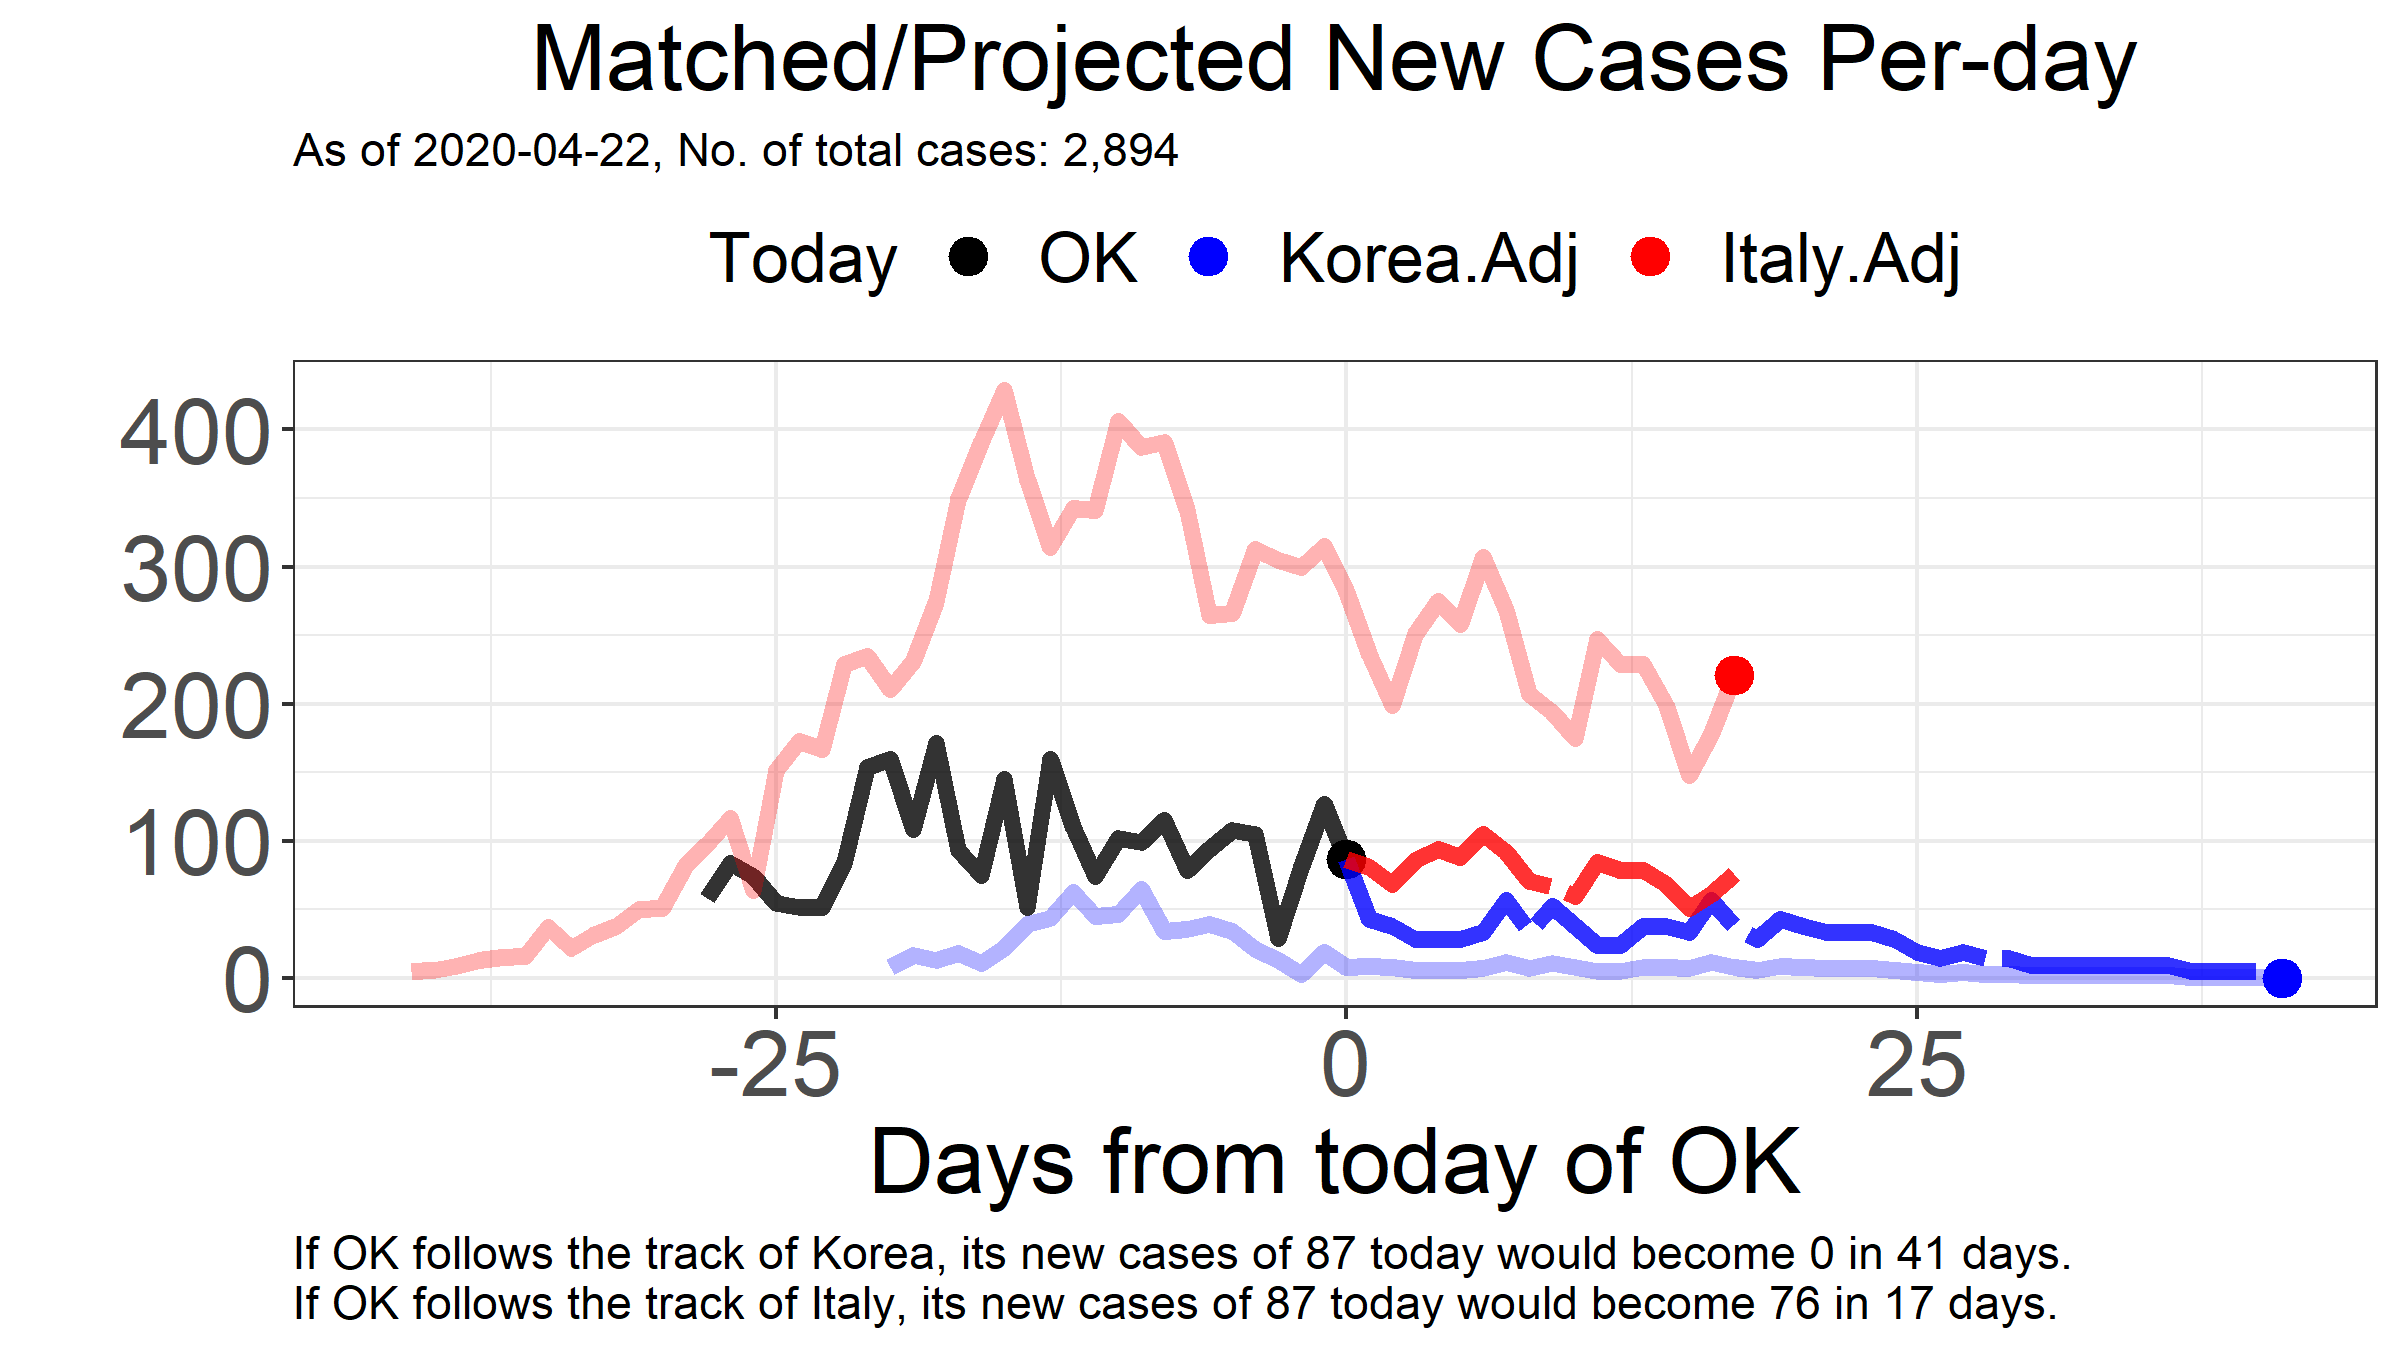 Matched/Projected New Cases Per-day
As of 2020-04-22, No. of total cases: 2,894
Today OK Korea.Adj Italy.Adj
400
300
200
100
0
-25 0 25
Days from today of OK
If OK follows the track of Korea, its new cases of 87 today would become 0 in 41 days.
If OK follows the track of Italy, its new cases of 87 today would become 76 in 17 days.